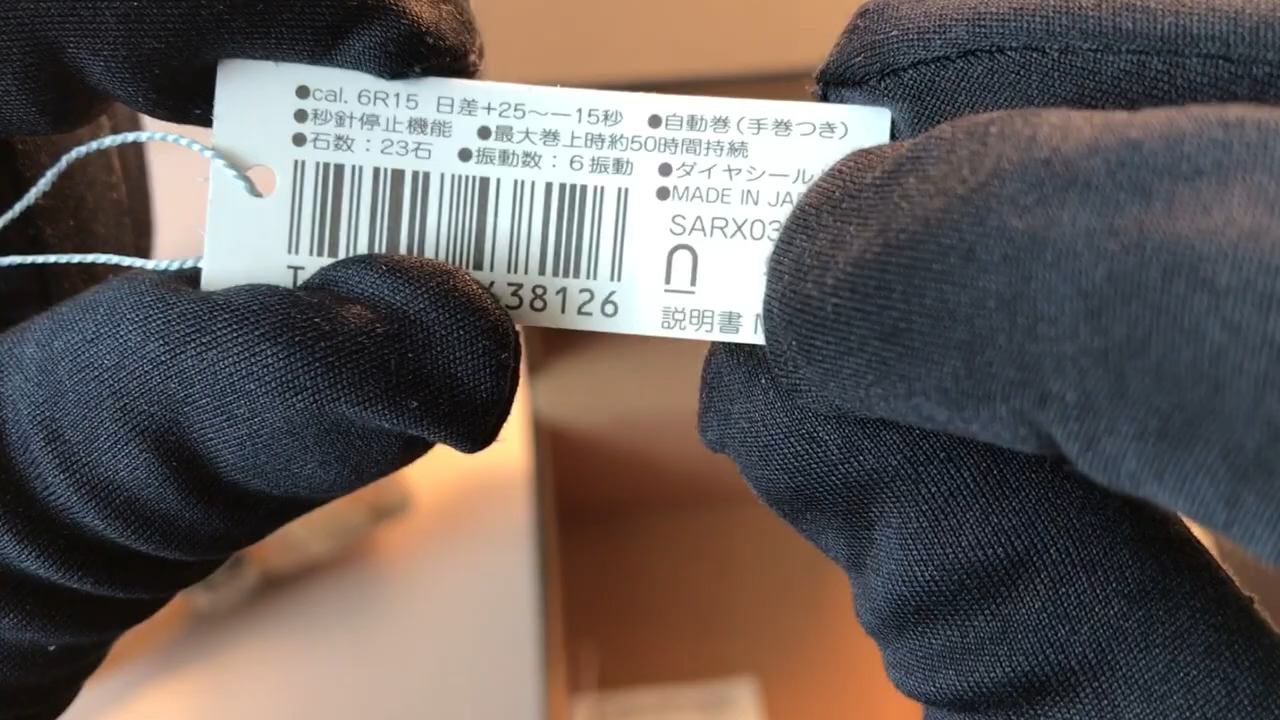 ●cal. 6R15 日差+25〜ー15秒 ●自動巻(手巻つき)
●秒針停止機能 ●最大巻上時約50時間持続
●石数：23石 ●振動数：6振動 ●ダイヤシール
●MADE IN
SARX03
38126
説明書